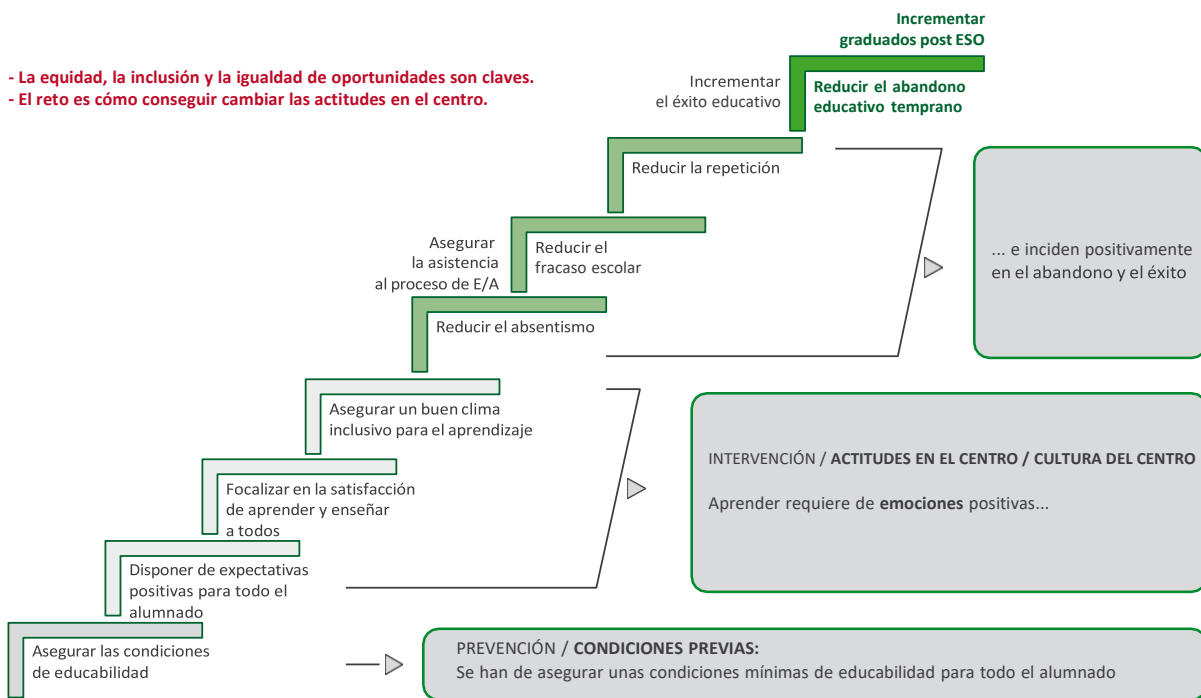 Incrementar
graduados post ESO
- La equidad, la inclusión y la igualdad de oportunidades son claves.
- El reto es cómo conseguir cambiar las actitudes en el centro.
Incrementar
el éxito educativo
Reducir el abandono
educativo temprano
Reducir la repetición
Asegurar
la asistencia
al proceso de E/A
Reducir el
fracaso escolar
... e inciden positivamente
en el abandono y el éxito
Reducir el absentismo
Asegurar un buen clima
inclusivo para el aprendizaje
INTERVENCIÓN / ACTITUDES EN EL CENTRO / CULTURA DEL CENTRO
Aprender requiere de emociones positivas...
Focalizar en la satisfacción
de aprender y enseñar
a todos
Disponer de expectativas
positivas para todo el
alumnado
Asegurar las condiciones
de educabilidad
PREVENCIÓN / CONDICIONES PREVIAS:
Se han de asegurar unas condiciones mínimas de educabilidad para todo el alumnado